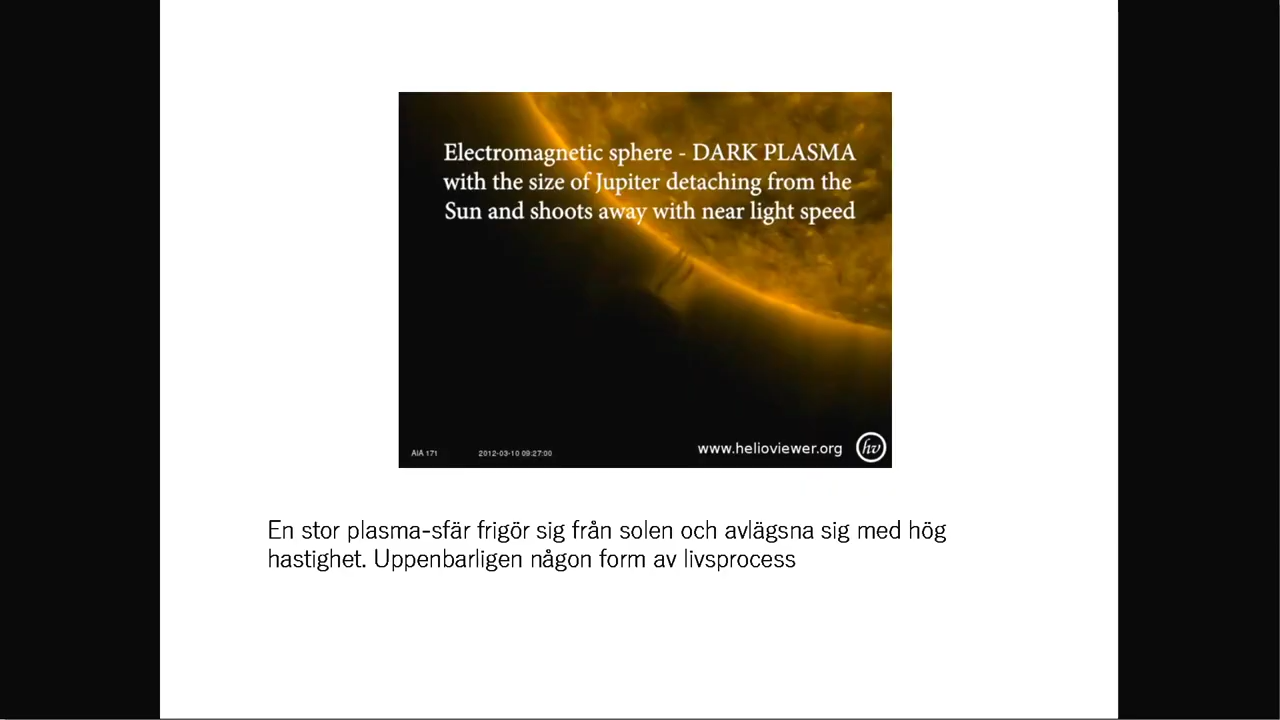 Electromagnetic sphere - DARK PLASMA
with the size of Jupiter detaching from the
Sun and shoots away with near light speed
www.helioviewer.org hv
AIA 171 2012-03-10 09:27:00
En stor plasma-sfär frigör sig från solen och avlägsna sig med hög
hastighet. Uppenbarligen någon form av livsprocess